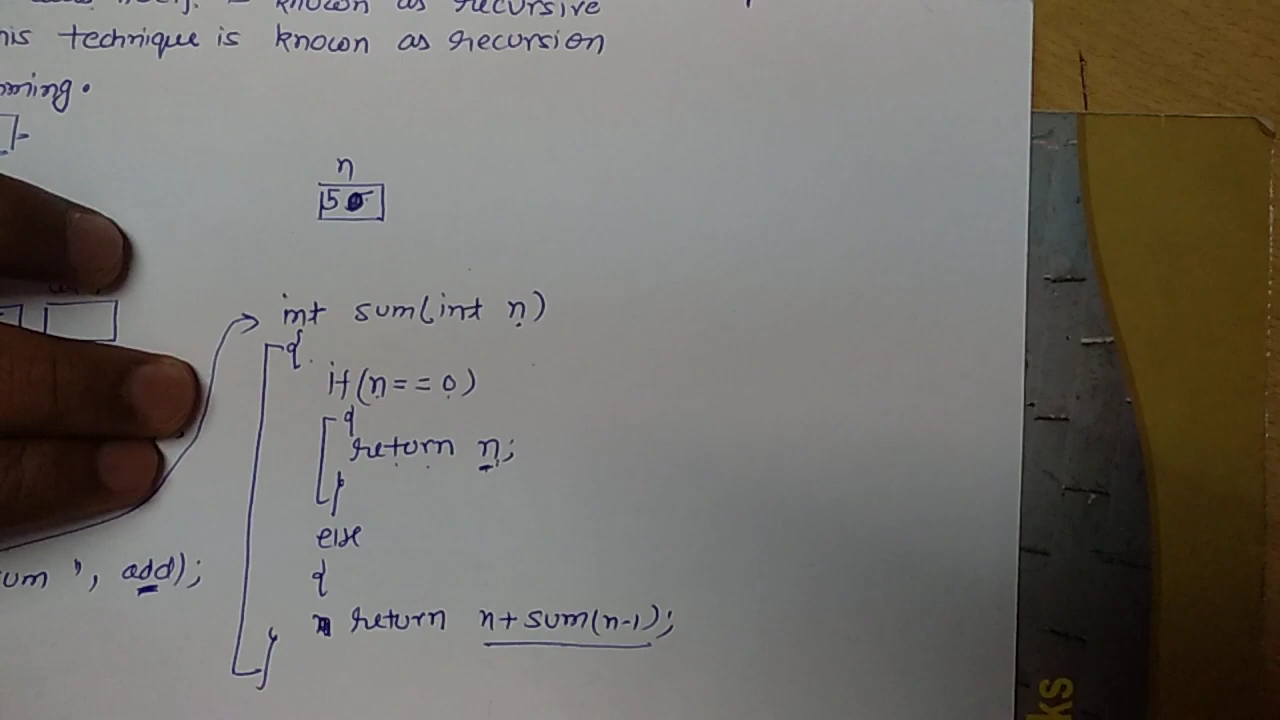 known as recursive
his technique is known as recursion
mming.
n
5
int sum(int n)
{
if(n==0)
{
return n;
}
else
{
return n+sum(n-1);
}
um ", add);
ks